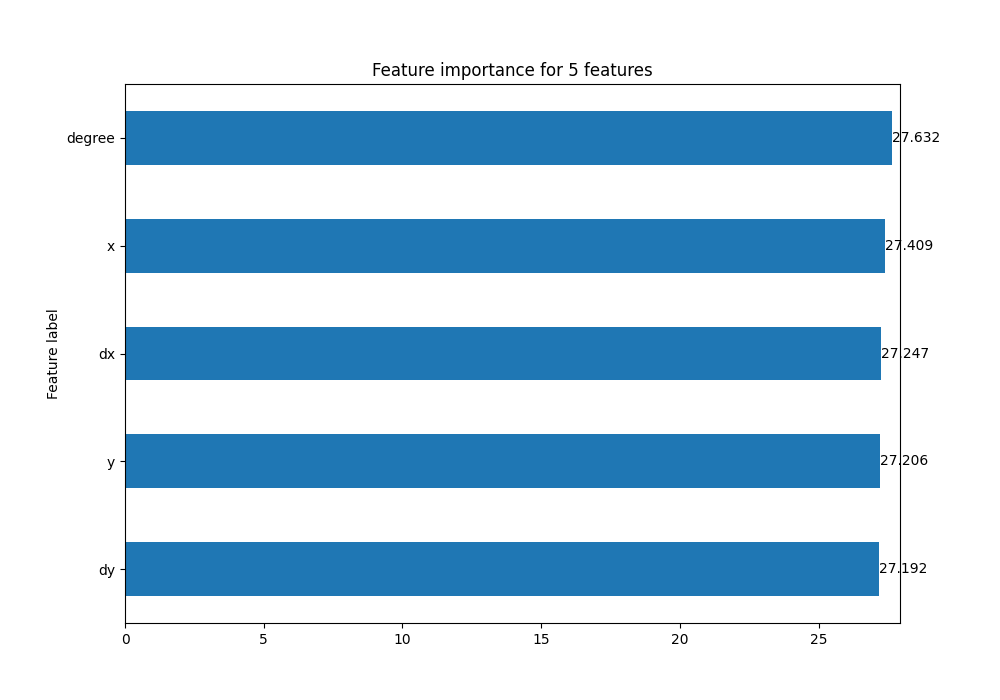 Feature importance for 5 features
degree
27.632
x
27.409
dx
27.247
y
27.206
dy
27.192
Feature label
0 5 10 15 20 25